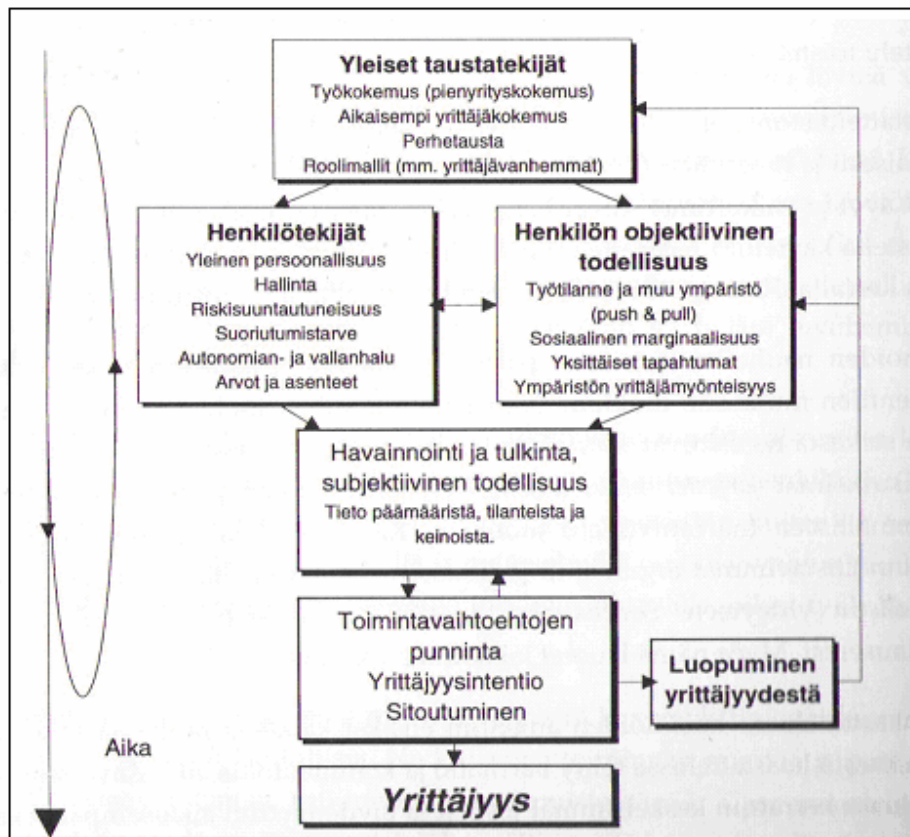 Yleiset taustatekijät
Työkokemus (pienyrityskokemus)
Aikaisempi yrittäjäkokemus
Perhetausta
Roolimallit (mm. yrittäjävanhemmat)
Henkilötekijät
Yleinen persoonallisuus
Hallinta
Riskisuuntautuneisuus
Suoriutumistarve
Autonomian- ja vallanhalu
Arvot ja asenteet
Henkilön objektiivinen
todellisuus
Työtilanne ja muu ympäristö
(push & pull)
Sosiaalinen marginaalisuus
Yksittäiset tapahtumat
Ympäristön yrittäjämyönteisyys
Havainnointi ja tulkinta,
subjektiivinen todellisuus
Tieto päämääristä, tilanteista ja
keinoista.
Toimintavaihtoehtojen
punninta
Yrittäjyysintentio
Sitoutuminen
Luopuminen
yrittäjyydestä
Aika
Yrittäjyys